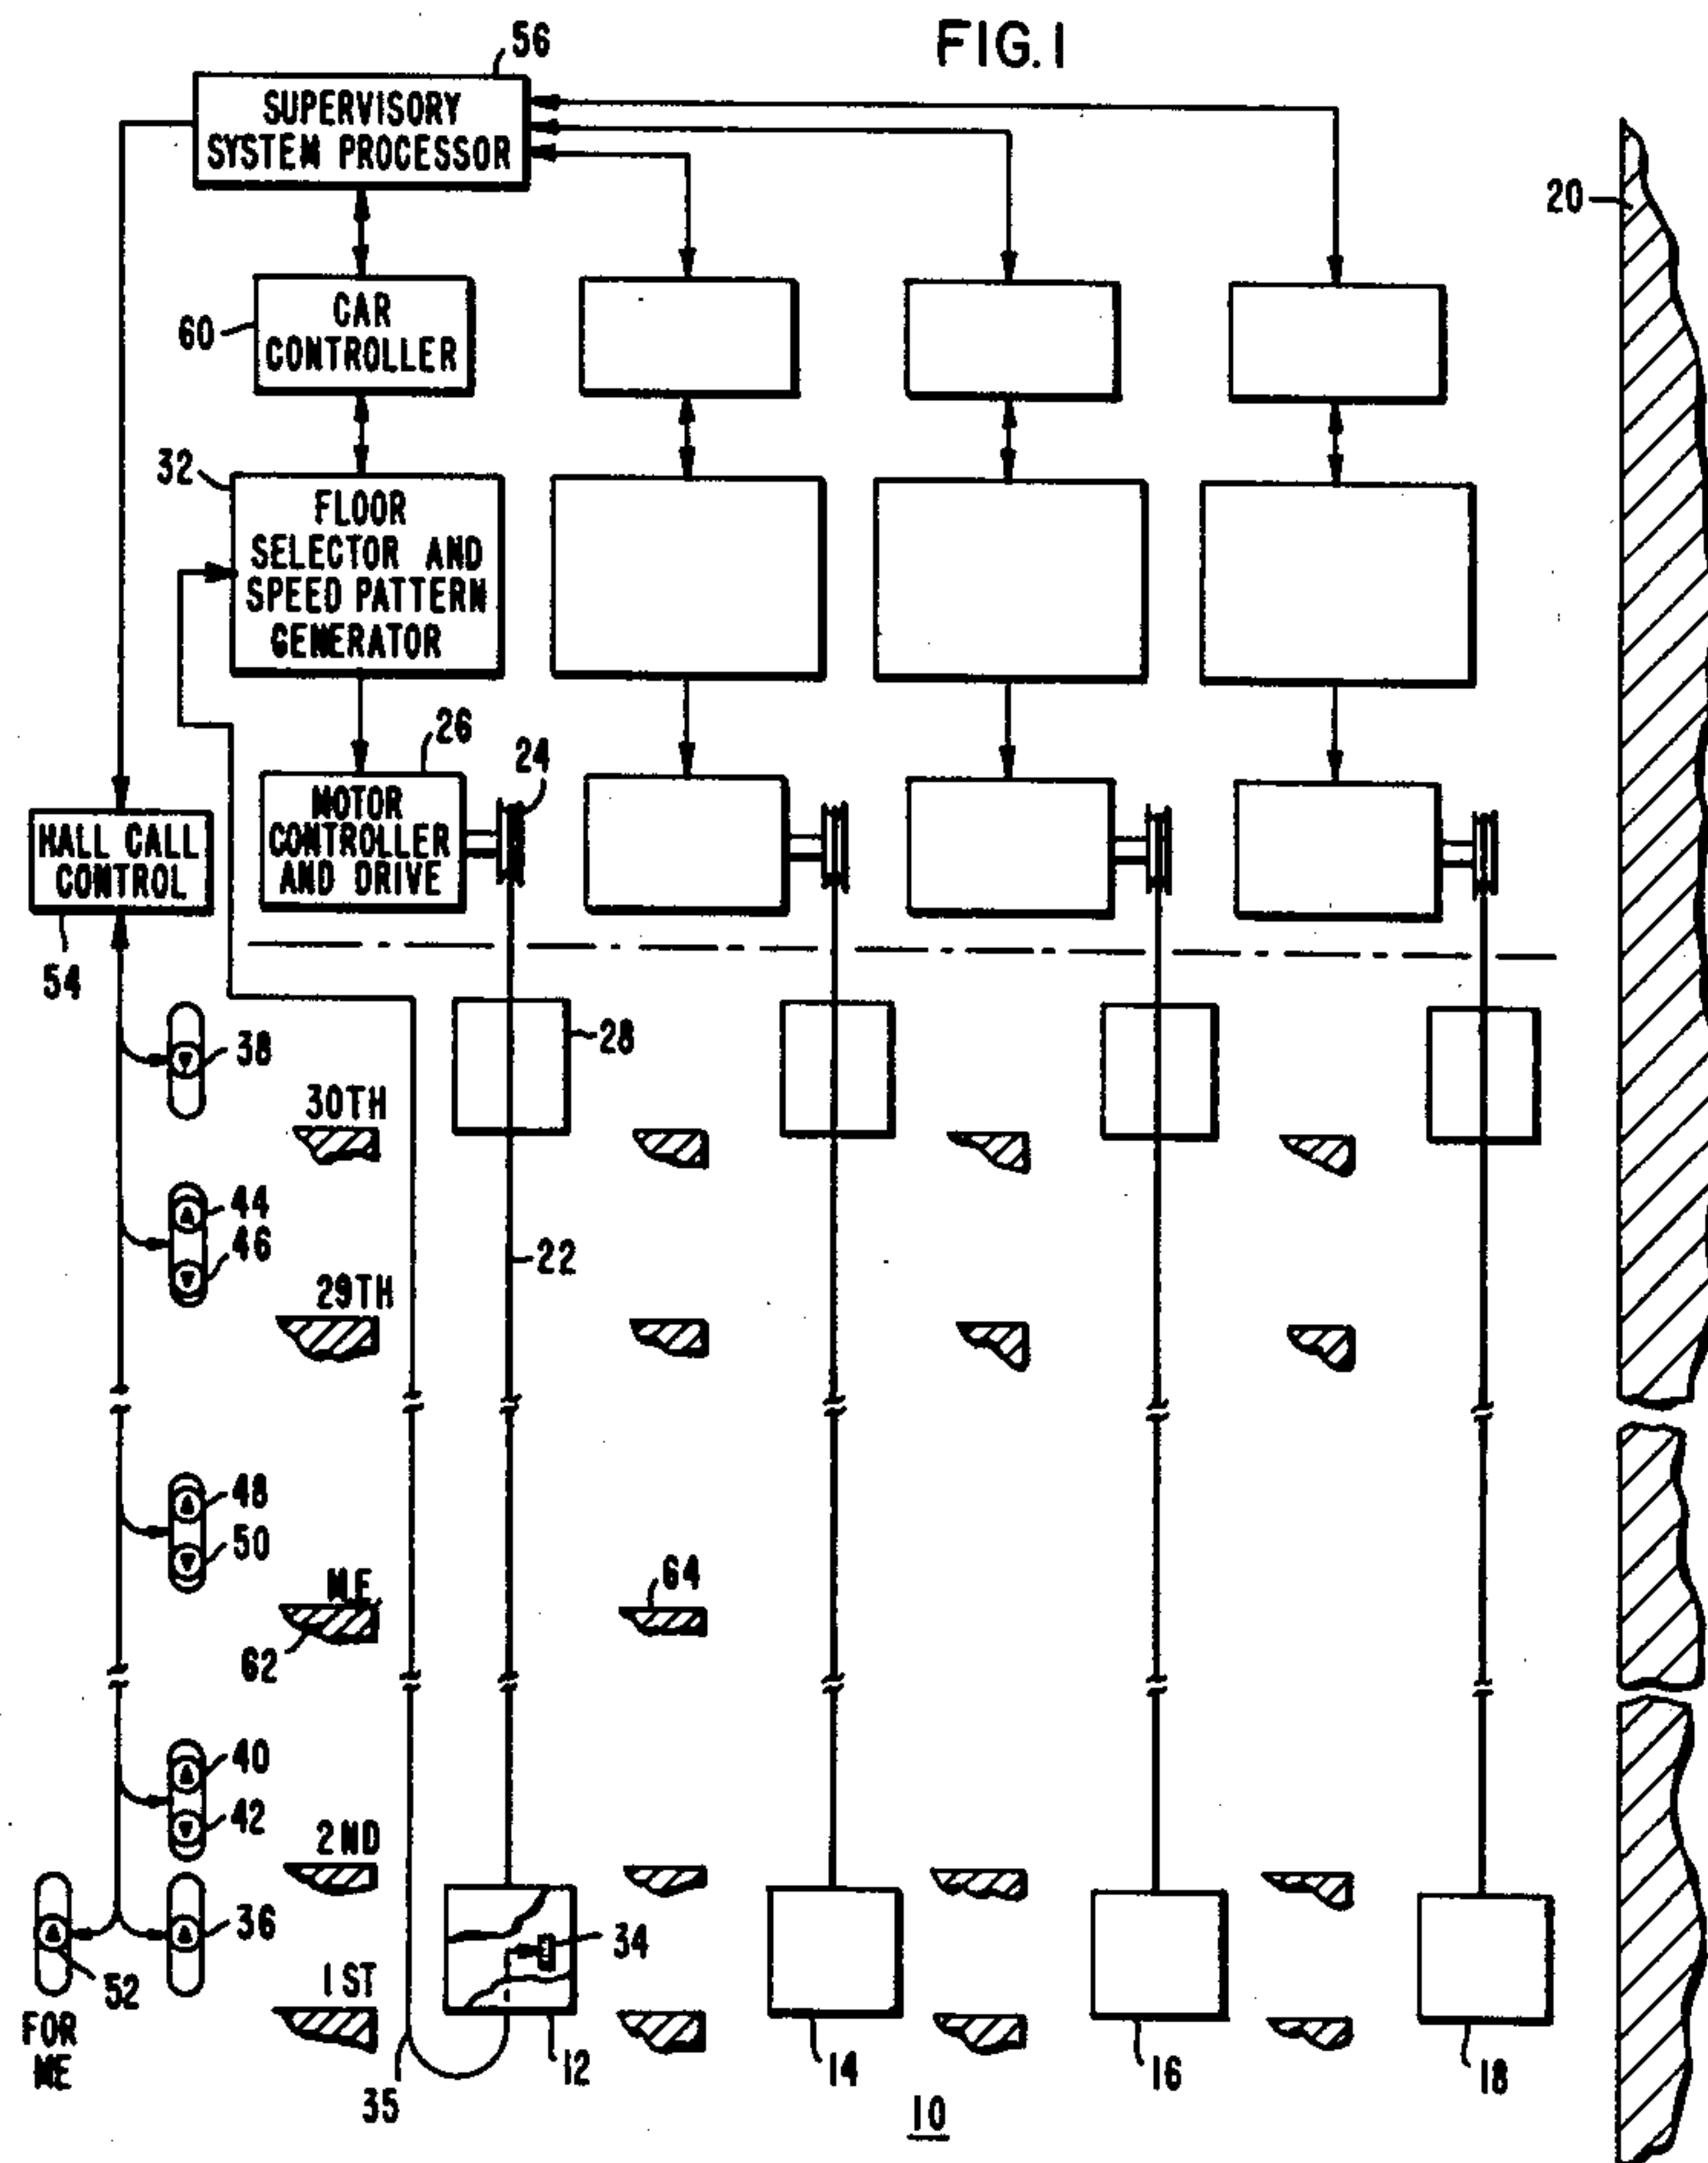 FIG. 1
56
SUPERVISORY
SYSTEM PROCESSOR
20
60
CAR
CONTROLLER
32
FLOOR
SELECTOR AND
SPEED PATTERN
GENERATOR
26
24
MOTOR
CONTROLLER
AND DRIVE
HALL CALL
CONTROL
54
38
28
30TH
44
46
22
29TH
48
50
ME
64
62
40
42
2ND
36
34
52
1ST
FOR
ME
35
12
14
16
18
10